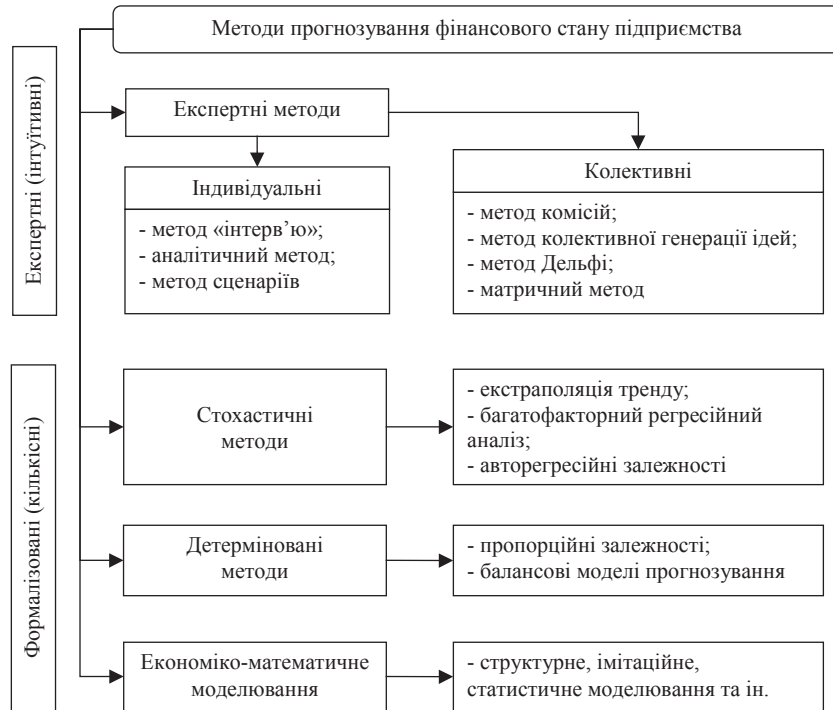 Методи прогнозування фінансового стану підприємства
Експертні (інтуїтивні)
Експертні методи
Індивідуальні
- метод «інтерв’ю»;
- аналітичний метод;
- метод сценаріїв
Колективні
- метод комісій;
- метод колективної генерації ідей;
- метод Дельфі;
- матричний метод
Формалізовані (кількісні)
Стохастичні
методи
- екстраполяція тренду;
- багатофакторний регресійний
аналіз;
- авторегресійні залежності
Детерміновані
методи
- пропорційні залежності;
- балансові моделі прогнозування
Економіко-математичне
моделювання
- структурне, імітаційне,
статистичне моделювання та ін.